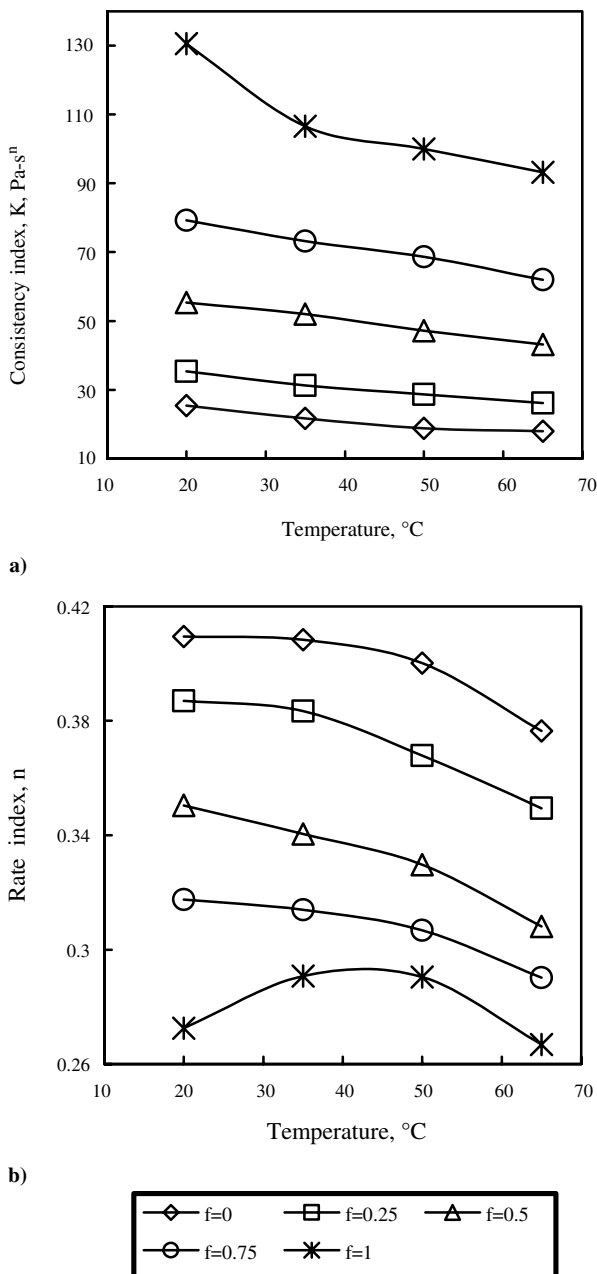 130
110
90
70
50
30
10
Consistency index, K, Pa-sⁿ
10 20 30 40 50 60 70
Temperature, °C
a)
0.42
0.38
0.34
0.3
0.26
Rate index, n
10 20 30 40 50 60 70
Temperature, °C
b)
f=0 f=0.25 f=0.5
f=0.75 f=1